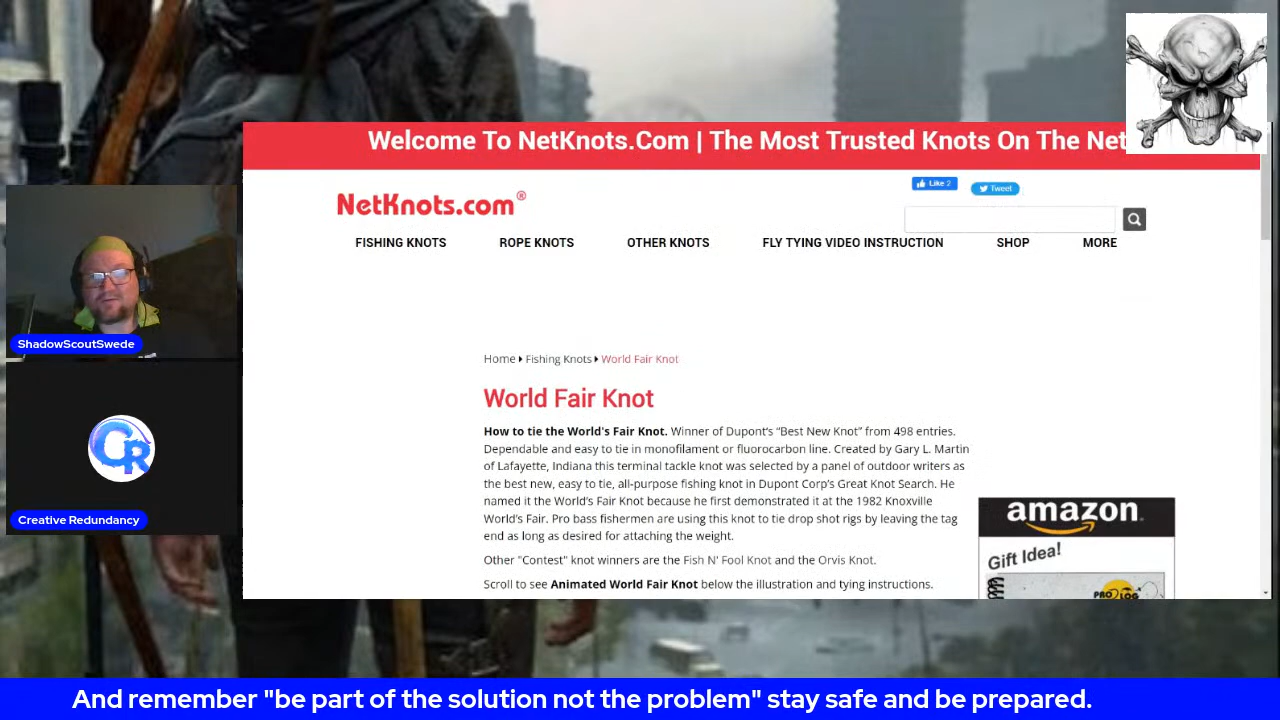 Welcome To NetKnots.Com | The Most Trusted Knots On The Net
Like 2
Tweet
NetKnots.com®
FISHING KNOTS
ROPE KNOTS
OTHER KNOTS
FLY TYING VIDEO INSTRUCTION
SHOP
MORE
Home Fishing Knots World Fair Knot
World Fair Knot
How to tie the World's Fair Knot. Winner of Dupont's “Best New Knot” from 498 entries.
Dependable and easy to tie in monofilament or fluorocarbon line. Created by Gary L. Martin
of Lafayette, Indiana this terminal tackle knot was selected by a panel of outdoor writers as
the best new, easy to tie, all-purpose fishing knot in Dupont Corp’s Great Knot Search. He
named it the World’s Fair Knot because he first demonstrated it at the 1982 Knoxville
World’s Fair. Pro bass fishermen are using this knot to tie drop shot rigs by leaving the tag
end as long as desired for attaching the weight.
Other "Contest" knot winners are the Fish N' Fool Knot and the Orvis Knot.
Scroll to see Animated World Fair Knot below the illustration and tying instructions.
amazon
Gift Idea!
PRO LOG
ShadowScoutSwede
CR
Creative Redundancy
And remember "be part of the solution not the problem" stay safe and be prepared.